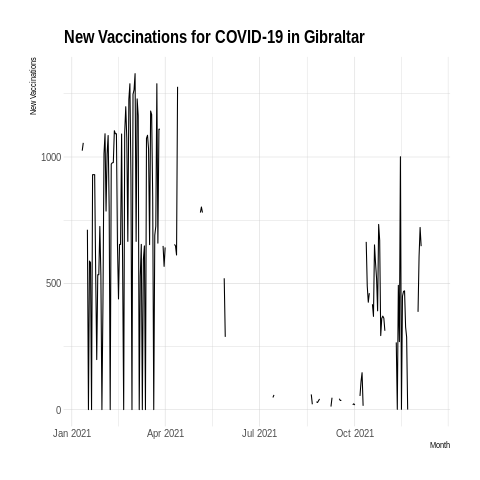 New Vaccinations for COVID-19 in Gibraltar
New Vaccinations
1000
500
0
Jan 2021 Apr 2021 Jul 2021 Oct 2021
Month